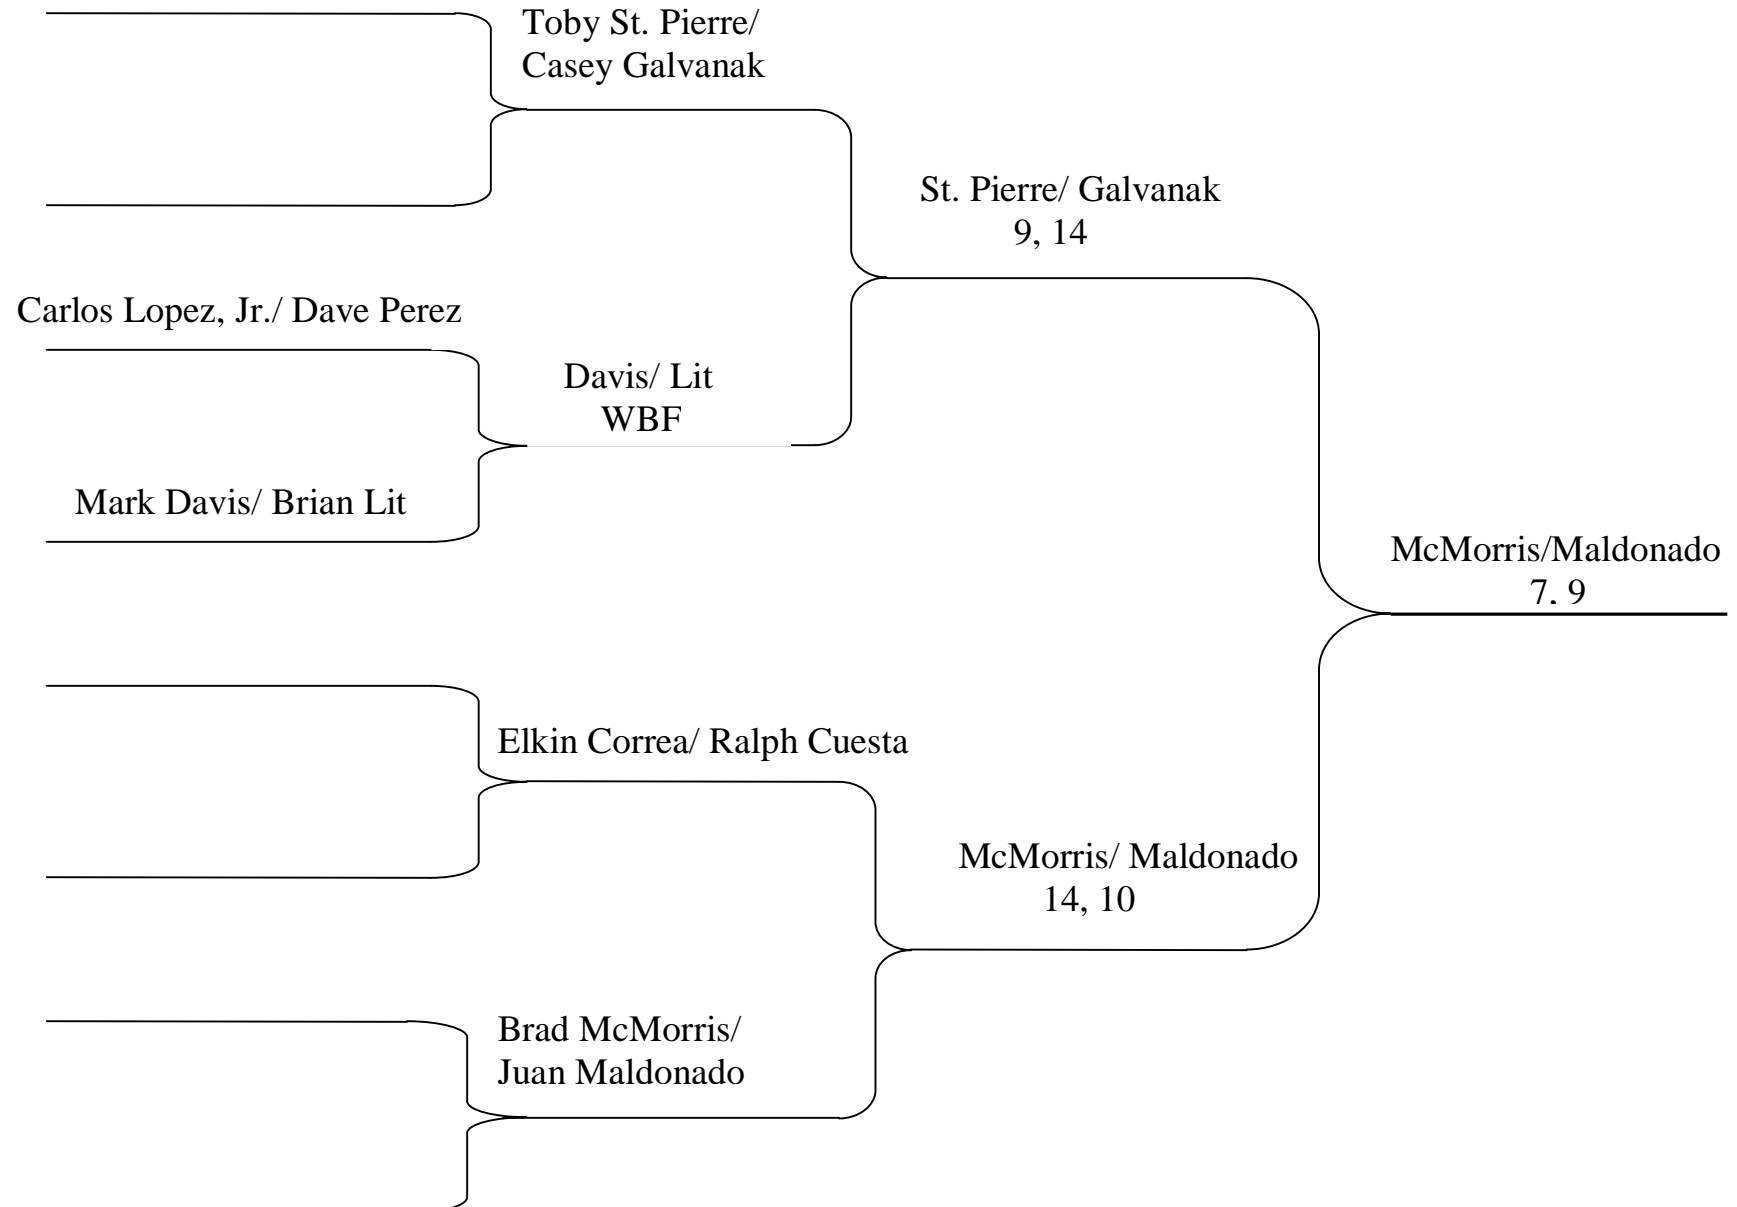 Toby St. Pierre/
Casey Galvanak
St. Pierre/ Galvanak
9, 14
Carlos Lopez, Jr./ Dave Perez
Davis/ Lit
WBF
Mark Davis/ Brian Lit
McMorris/Maldonado
7, 9
Elkin Correa/ Ralph Cuesta
McMorris/ Maldonado
14, 10
Brad McMorris/
Juan Maldonado